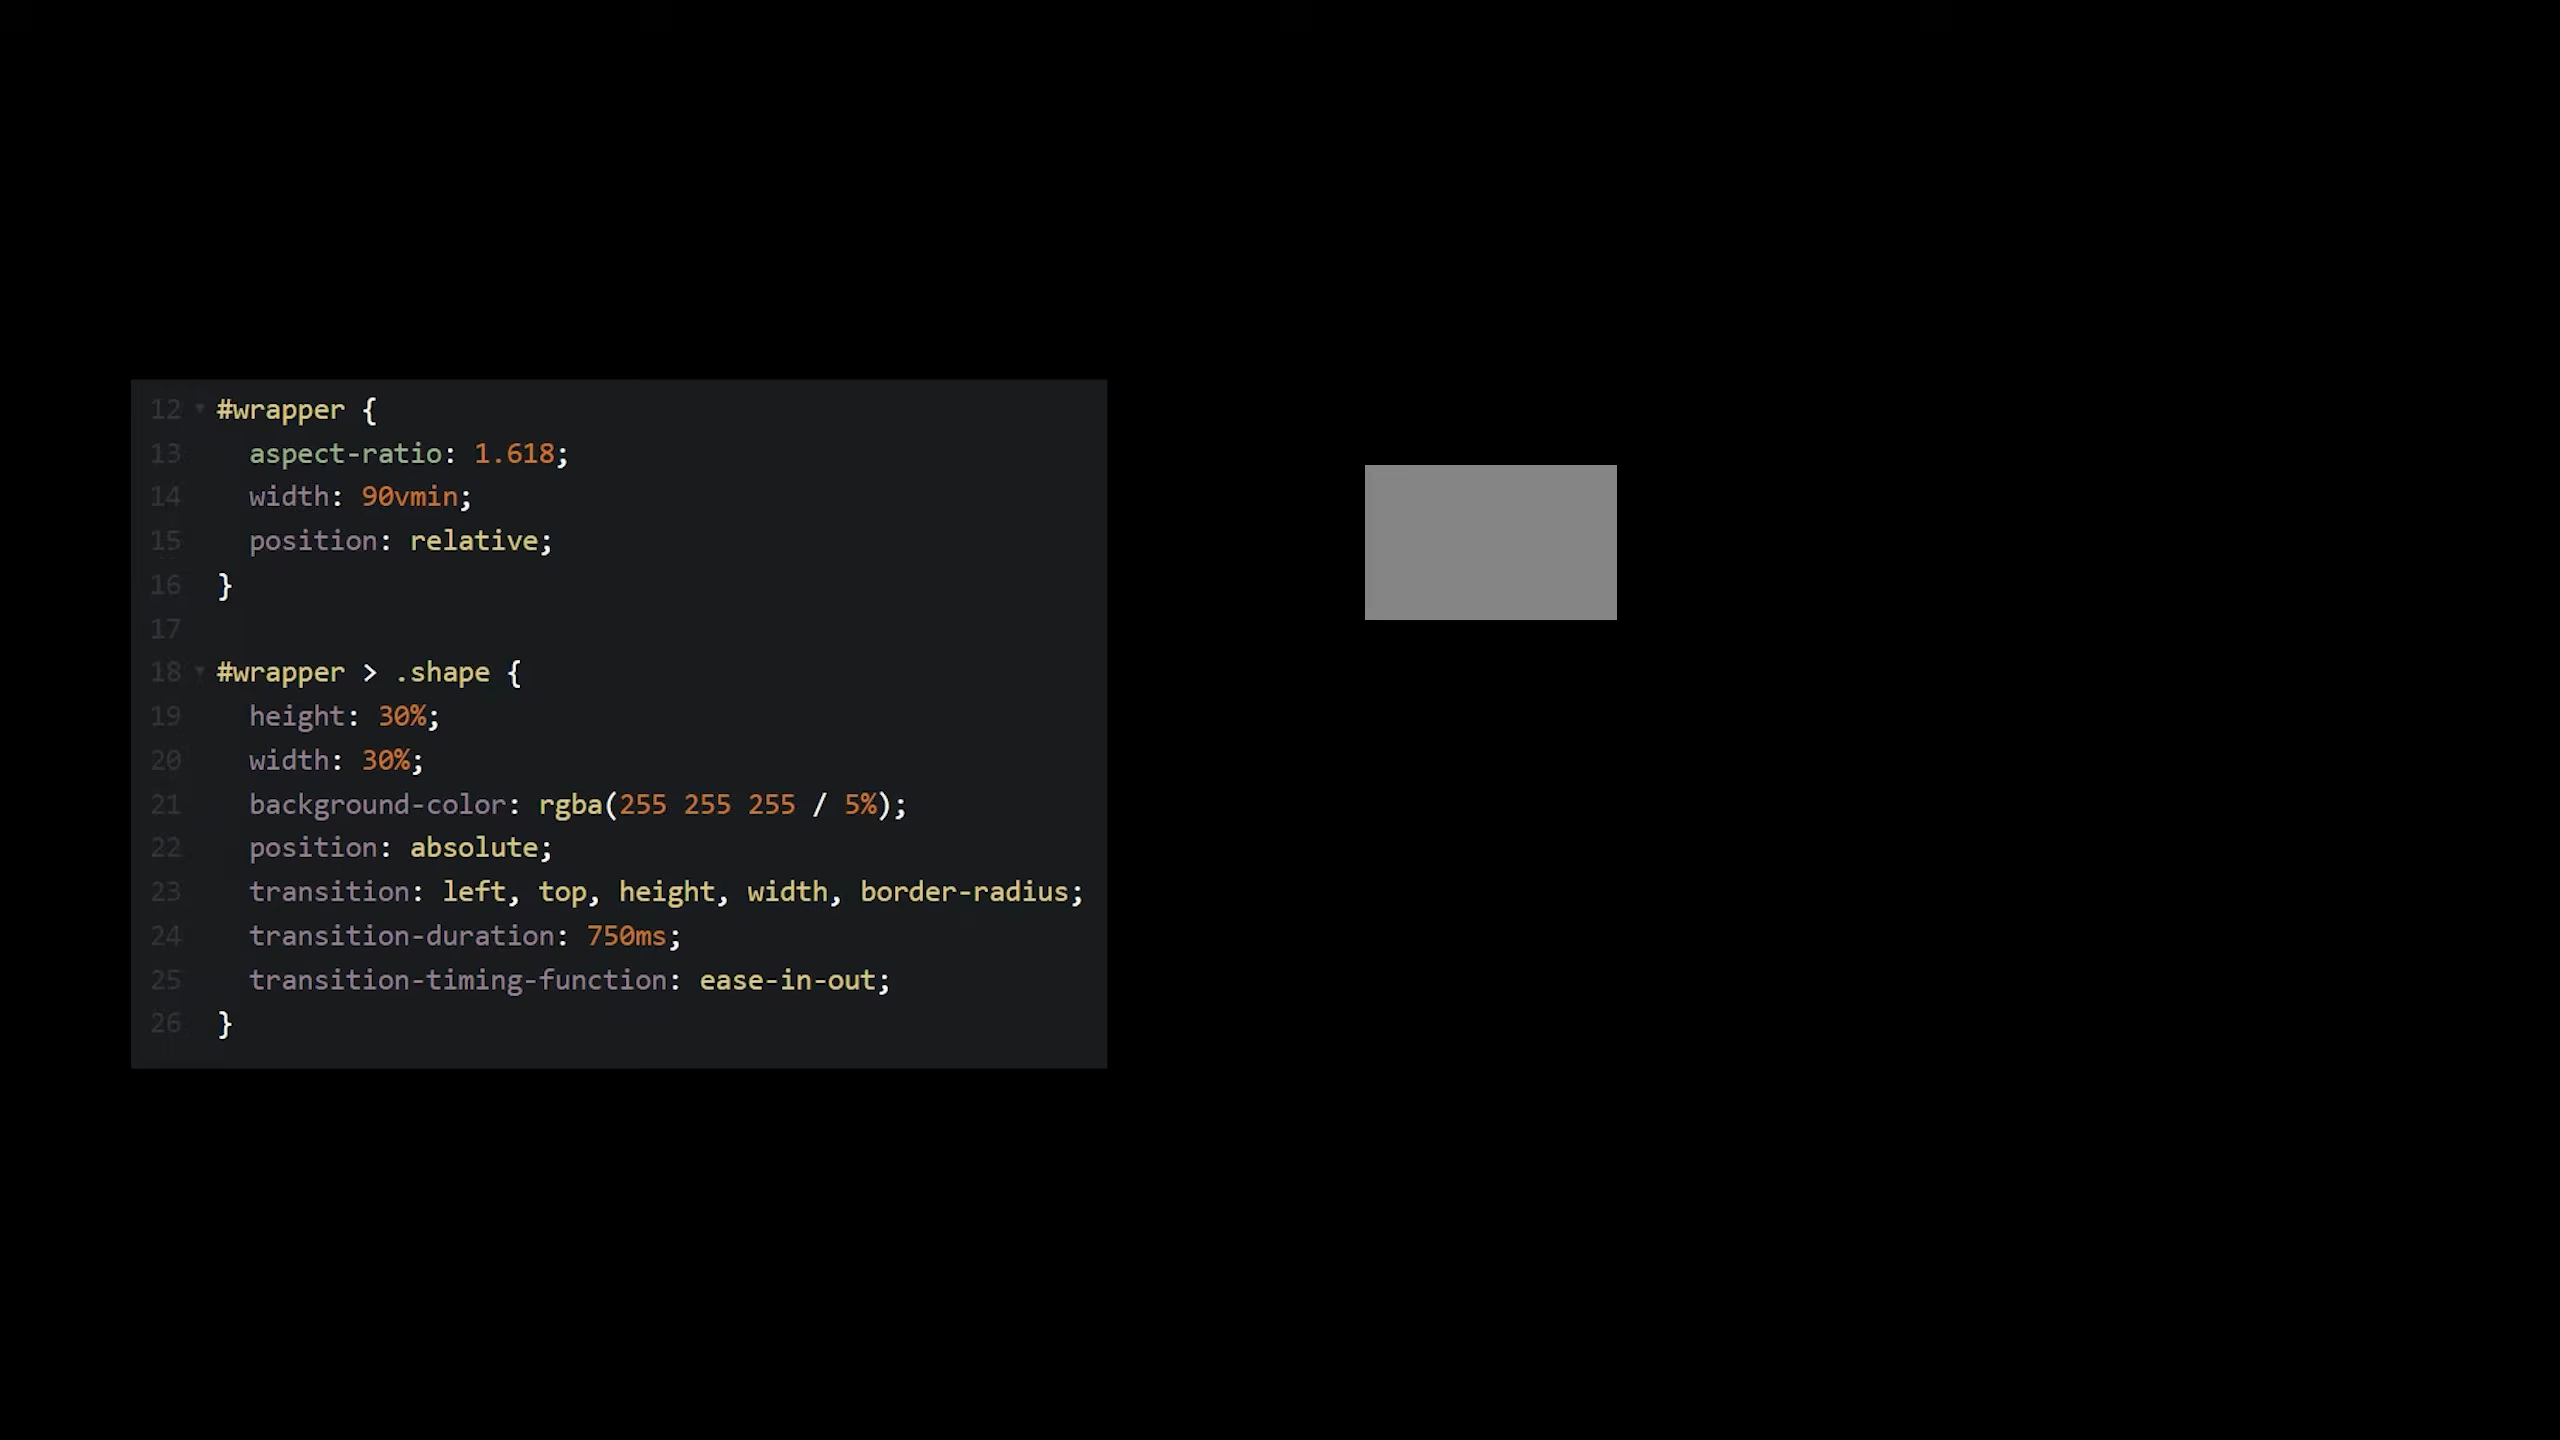 12 #wrapper {
13 aspect-ratio: 1.618;
14 width: 90vmin;
15 position: relative;
16 }
17
18 #wrapper > .shape {
19 height: 30%;
20 width: 30%;
21 background-color: rgba(255 255 255 / 5%);
22 position: absolute;
23 transition: left, top, height, width, border-radius;
24 transition-duration: 750ms;
25 transition-timing-function: ease-in-out;
26 }